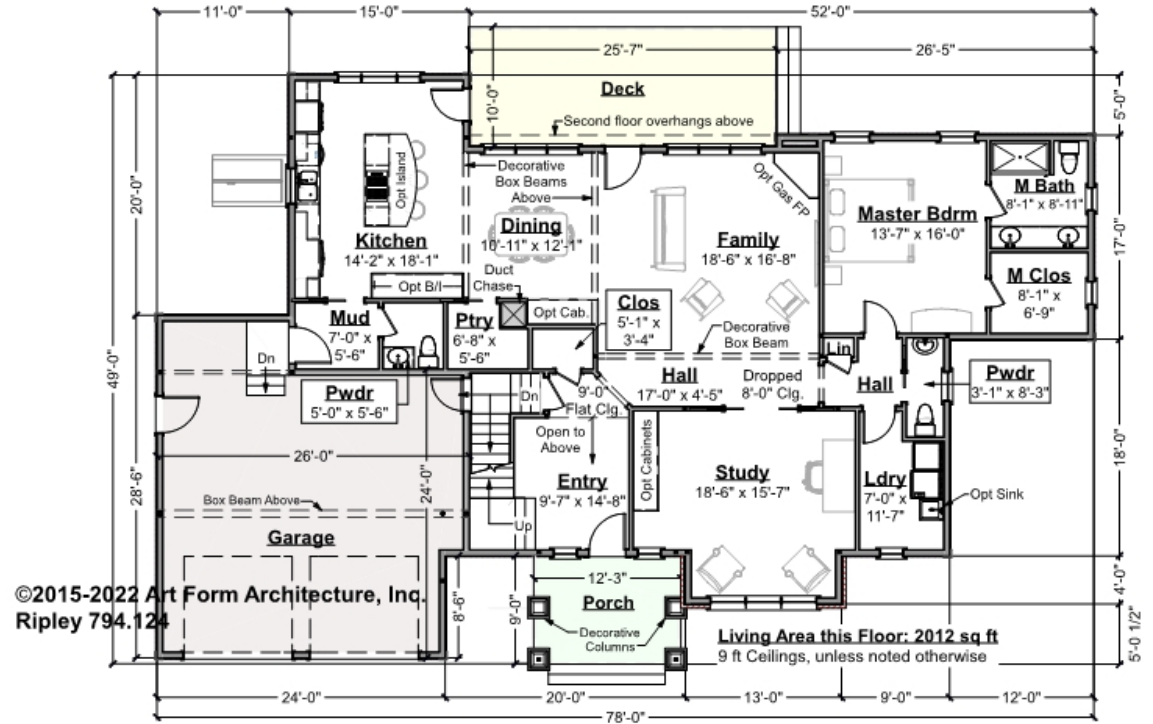 11'-0"
15'-0"
52'-0"
25'-7"
26'-5"
Deck
10'-0"
Second floor overhangs above
5'-0"
20'-0"
Decorative
Box Beams
Above
Opt Island
Opt Gas FP
M Bath
8'-1" x 8'-11"
Kitchen
14'-2" x 18'-1"
Dining
10'-11" x 12'-1"
Family
18'-6" x 16'-8"
Master Bdrm
13'-7" x 16'-0"
17'-0"
M Clos
8'-1" x
6'-9"
Opt B/I
Duct
Chase
Opt Cab.
Clos
5'-1" x
3'-4"
Mud
7'-0" x
5'-6"
Ptry
6'-8" x
5'-6"
Decorative
Box Beam
Lin
49'-0"
Dn
Pwdr
5'-0" x 5'-6"
Dn
9'-0"
Flat Clg.
Hall
17'-0" x 4'-5"
Dropped
8'-0" Clg.
Hall
Pwdr
3'-1" x 8'-3"
Open to
Above
Opt Cabinets
26'-0"
24'-0"
28'-6"
18'-0"
Box Beam Above
Entry
9'-7" x 14'-8"
Study
18'-6" x 15'-7"
Ldry
7'-0" x
11'-7"
Opt Sink
Up
Garage
©2015-2022 Art Form Architecture, Inc.
Ripley 794.124
8'-6"
9'-0"
12'-3"
Porch
Decorative
Columns
4'-0"
5'-0 1/2"
Living Area this Floor: 2012 sq ft
9 ft Ceilings, unless noted otherwise
24'-0"
20'-0"
13'-0"
9'-0"
12'-0"
78'-0"